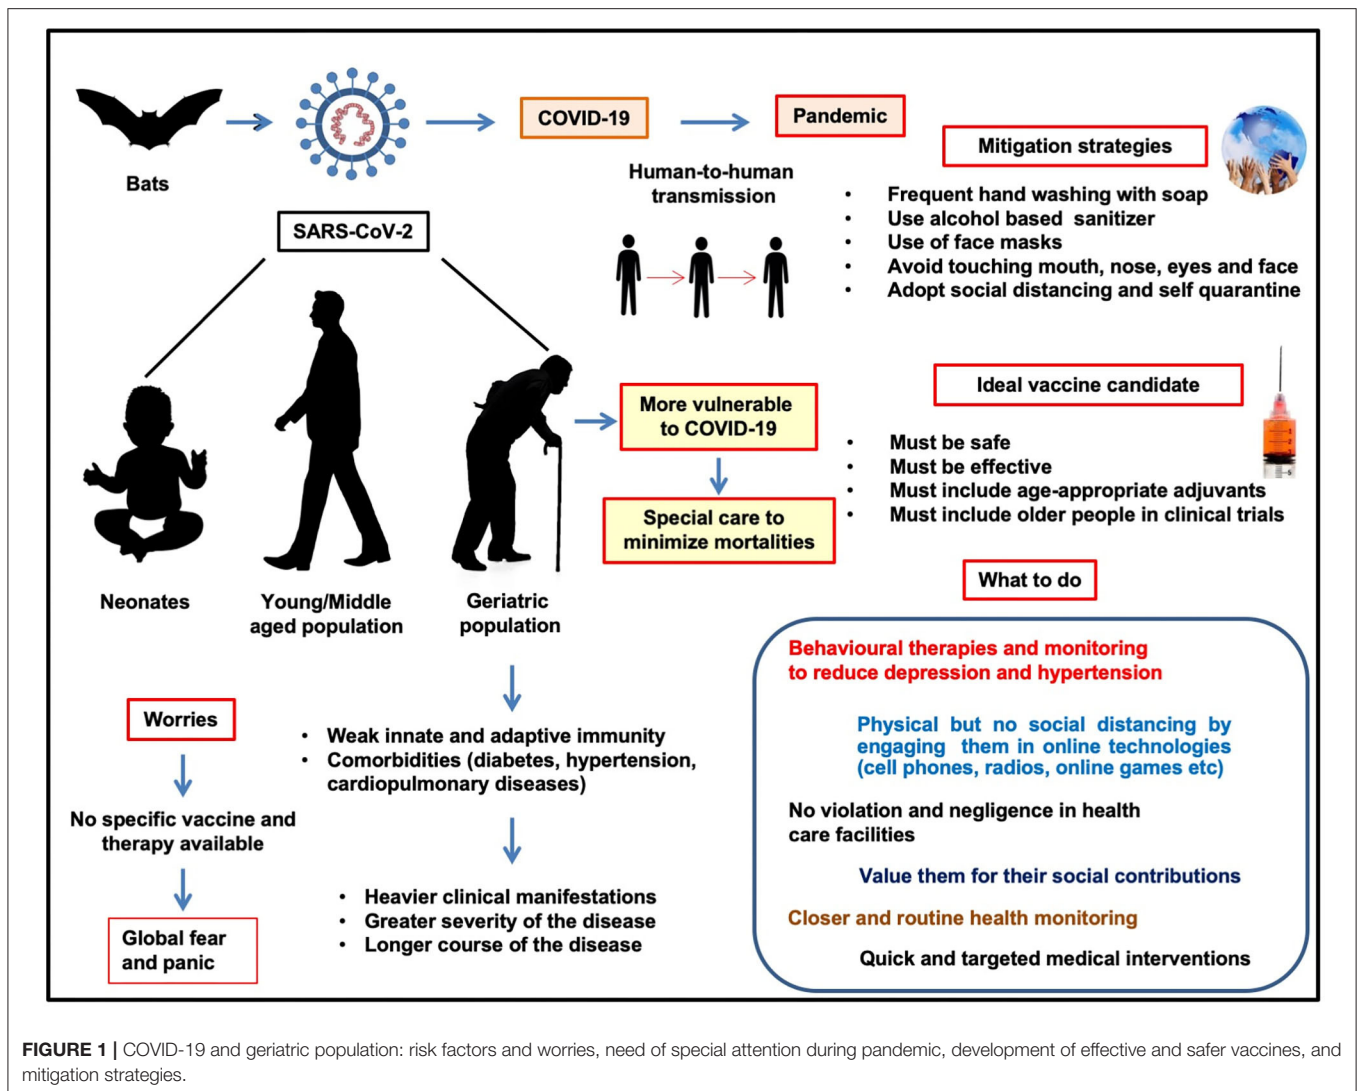 Bats
COVID-19
Pandemic
SARS-CoV-2
Human-to-human
transmission
Mitigation strategies
• Frequent hand washing with soap
• Use alcohol based sanitizer
• Use of face masks
• Avoid touching mouth, nose, eyes and face
• Adopt social distancing and self quarantine
Neonates
Young/Middle
aged population
Geriatric
population
More vulnerable
to COVID-19
Special care to
minimize mortalities
Ideal vaccine candidate
• Must be safe
• Must be effective
• Must include age-appropriate adjuvants
• Must include older people in clinical trials
Worries
No specific vaccine and
therapy available
Global fear
and panic
• Weak innate and adaptive immunity
• Comorbidities (diabetes, hypertension,
cardiopulmonary diseases)
• Heavier clinical manifestations
• Greater severity of the disease
• Longer course of the disease
What to do
Behavioural therapies and monitoring
to reduce depression and hypertension
Physical but no social distancing by
engaging them in online technologies
(cell phones, radios, online games etc)
No violation and negligence in health
care facilities
Value them for their social contributions
Closer and routine health monitoring
Quick and targeted medical interventions
FIGURE 1 | COVID-19 and geriatric population: risk factors and worries, need of special attention during pandemic, development of effective and safer vaccines, and
mitigation strategies.